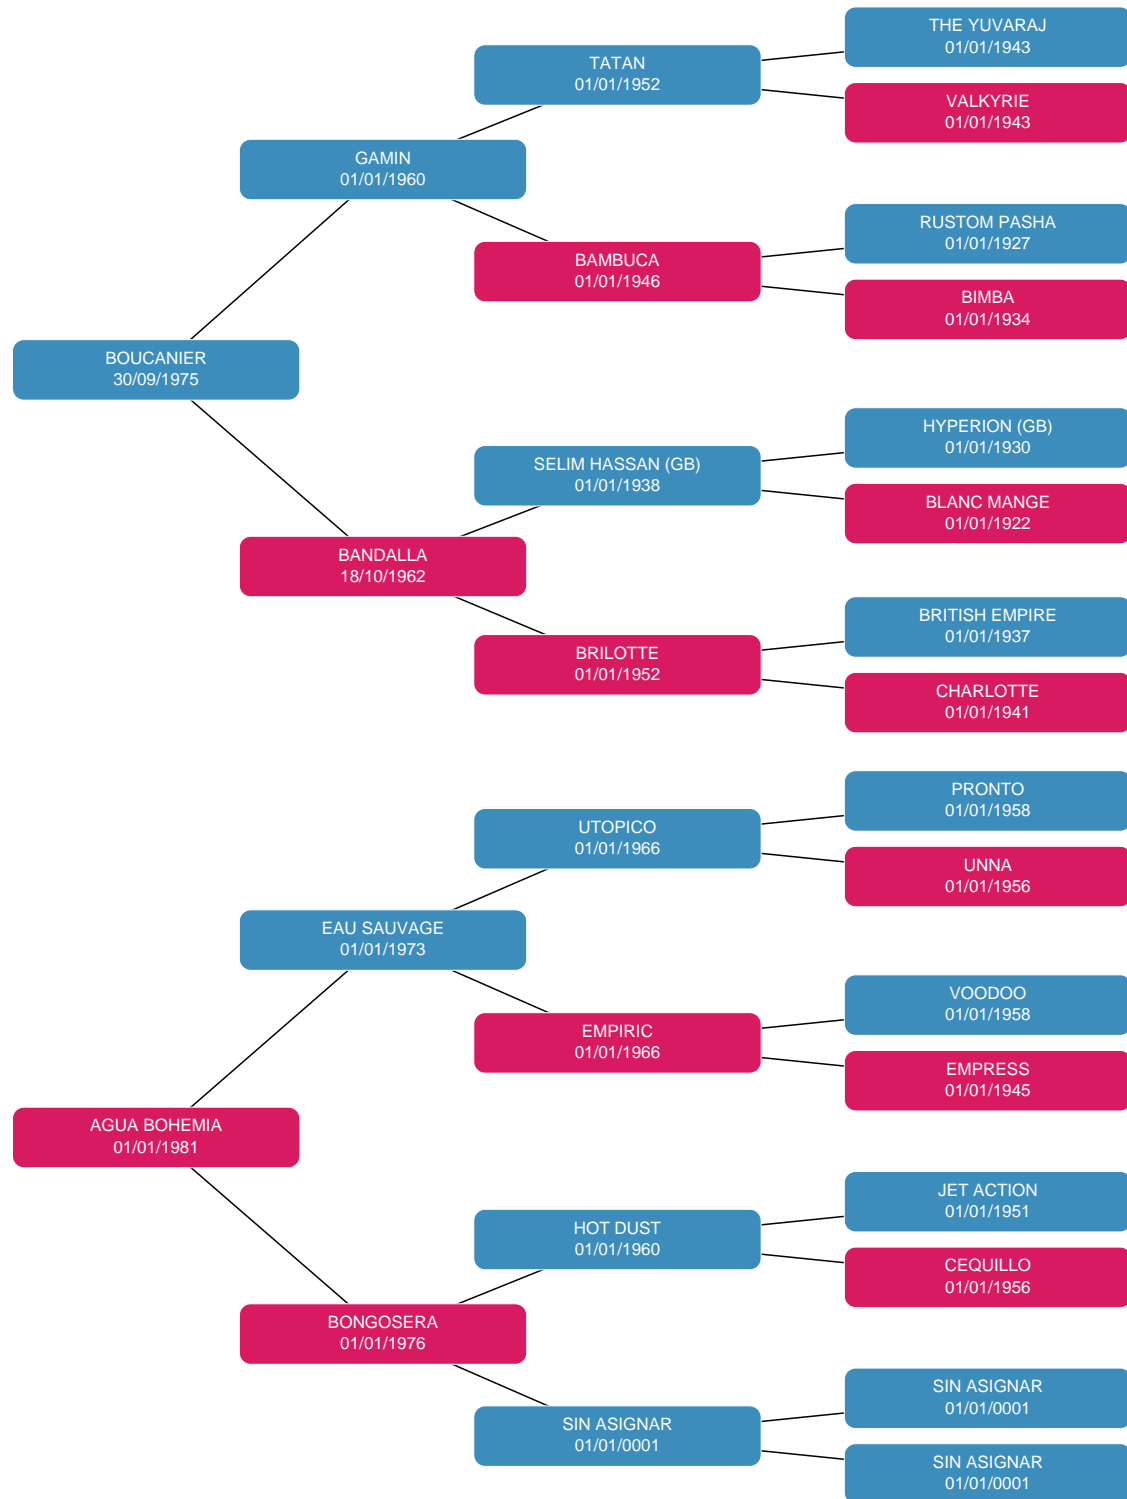 THE YUVARAJ
01/01/1943
TATAN
01/01/1952
VALKYRIE
01/01/1943
GAMIN
01/01/1960
RUSTOM PASHA
01/01/1927
BAMBUCA
01/01/1946
BIMBA
01/01/1934
BOUCANIER
30/09/1975
HYPERION (GB)
01/01/1930
SELIM HASSAN (GB)
01/01/1938
BLANC MANGE
01/01/1922
BANDALLA
18/10/1962
BRITISH EMPIRE
01/01/1937
BRILOTTE
01/01/1952
CHARLOTTE
01/01/1941
PRONTO
01/01/1958
UTOPICO
01/01/1966
UNNA
01/01/1956
EAU SAUVAGE
01/01/1973
VOODOO
01/01/1958
EMPIRIC
01/01/1966
EMPRESS
01/01/1945
AGUA BOHEMIA
01/01/1981
JET ACTION
01/01/1951
HOT DUST
01/01/1960
CEQUILLO
01/01/1956
BONGOSERA
01/01/1976
SIN ASIGNAR
01/01/0001
SIN ASIGNAR
01/01/0001
SIN ASIGNAR
01/01/0001